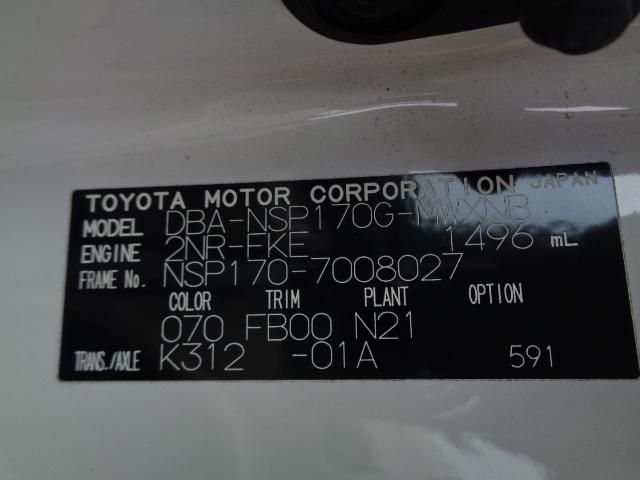 TOYOTA MOTOR CORPORATION JAPAN
MODEL DBA-NSP170G-MWXNB
ENGINE 2NR-FKE 1496 mL
FRAME No. NSP170-7008027
COLOR TRIM PLANT OPTION
070 FB00 N21
TRANS./AXLE K312 -01A 591